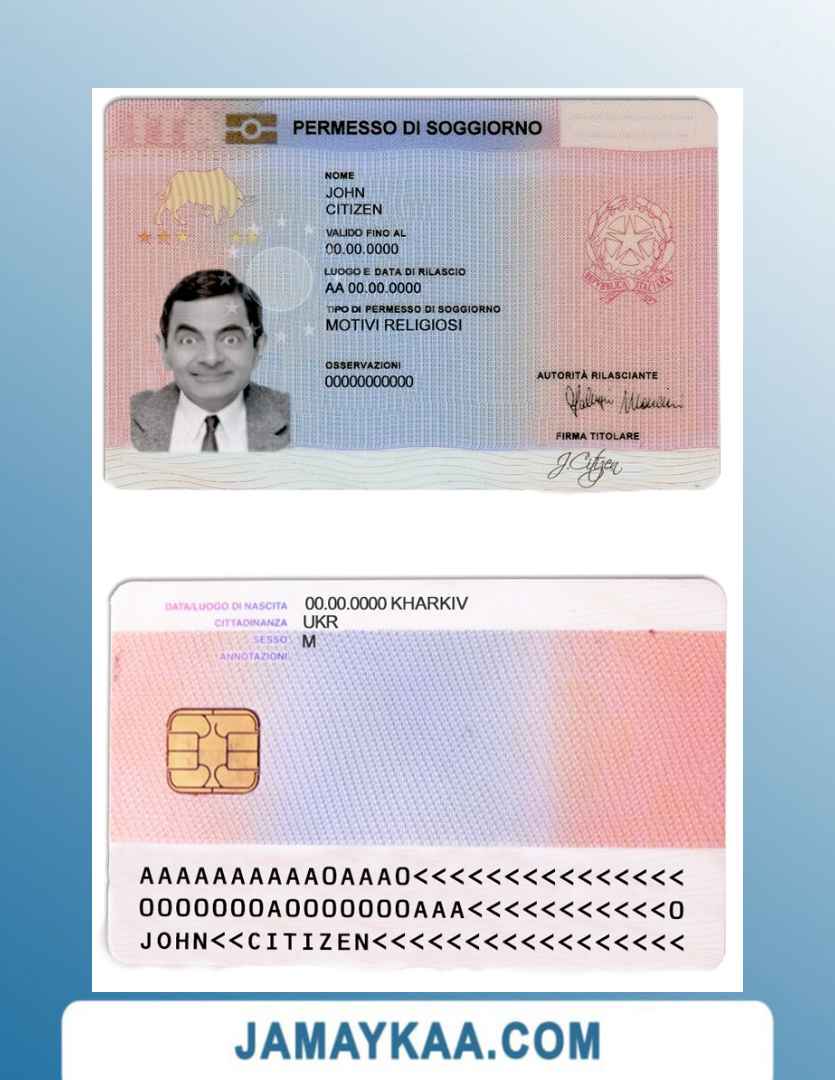 PERMESSO DI SOGGIORNO
NOME
JOHN
CITIZEN
VALIDO FINO AL
00.00.0000
LUOGO E DATA DI RILASCIO
AA 00.00.0000
TIPO DI PERMESSO DI SOGGIORNO
MOTIVI RELIGIOSI
OSSERVAZIONI
00000000000
REPVBBLICA ITALIANA
AUTORITÀ RILASCIANTE
FIRMA TITOLARE
J.Citizen
DATA/LUOGO DI NASCITA 00.00.0000 KHARKIV
CITTADINANZA UKR
SESSO M
ANNOTAZIONI
AAAAAAAAAA0AAA0<<<<<<<<<<<<<<<
0000000A0000000AAA<<<<<<<<<<<0
JOHN<<CITIZEN<<<<<<<<<<<<<<<<<
JAMAYKAA.COM